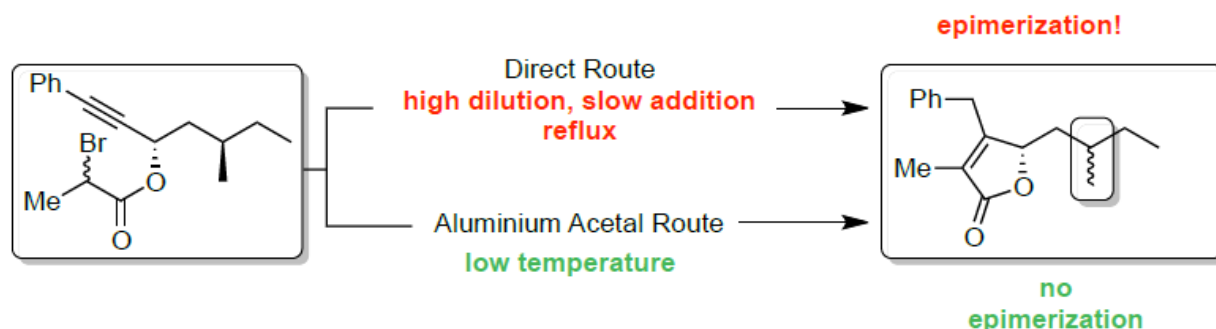 epimerization!
Direct Route
high dilution, slow addition
reflux
Ph
Br
Me
O
O
Ph
Me
O
O
Aluminium Acetal Route
low temperature
no
epimerization